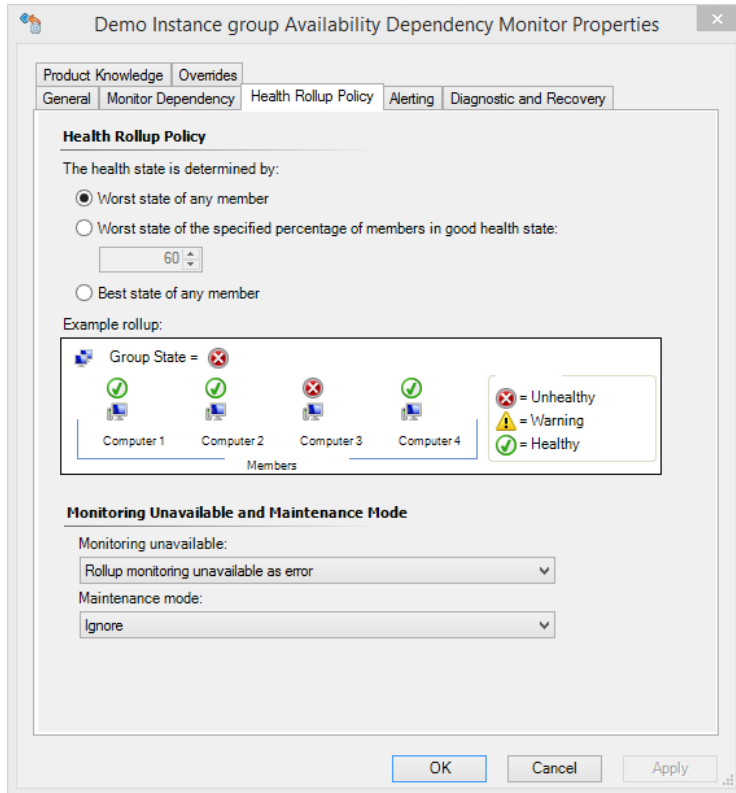 Demo Instance group Availability Dependency Monitor Properties
Product Knowledge Overrides
General Monitor Dependency Health Rollup Policy Alerting Diagnostic and Recovery
Health Rollup Policy
The health state is determined by:
Worst state of any member
Worst state of the specified percentage of members in good health state:
60
Best state of any member
Example rollup:
Group State =
= Unhealthy
= Warning
= Healthy
Computer 1 Computer 2 Computer 3 Computer 4
Members
Monitoring Unavailable and Maintenance Mode
Monitoring unavailable:
Rollup monitoring unavailable as error
Maintenance mode:
Ignore
OK Cancel Apply